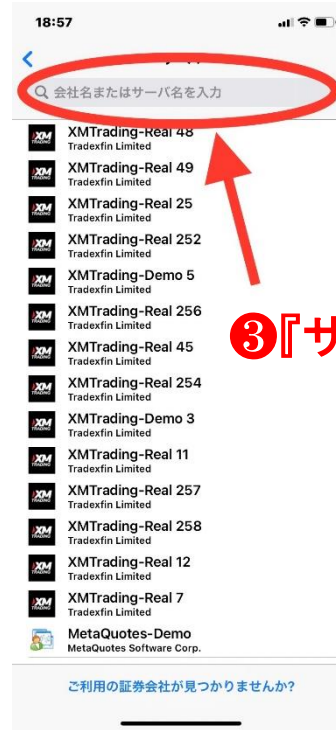 18:57
会社名またはサーバ名を入力
XMTrading-Real 48
Tradexfin Limited
XMTrading-Real 49
Tradexfin Limited
XMTrading-Real 25
Tradexfin Limited
XMTrading-Real 252
Tradexfin Limited
XMTrading-Demo 5
Tradexfin Limited
XMTrading-Real 256
Tradexfin Limited
❸『サ
XMTrading-Real 45
Tradexfin Limited
XMTrading-Real 254
Tradexfin Limited
XMTrading-Demo 3
Tradexfin Limited
XMTrading-Real 11
Tradexfin Limited
XMTrading-Real 257
Tradexfin Limited
XMTrading-Real 258
Tradexfin Limited
XMTrading-Real 12
Tradexfin Limited
XMTrading-Real 7
Tradexfin Limited
MetaQuotes-Demo
MetaQuotes Software Corp.
ご利用の証券会社が見つかりませんか?